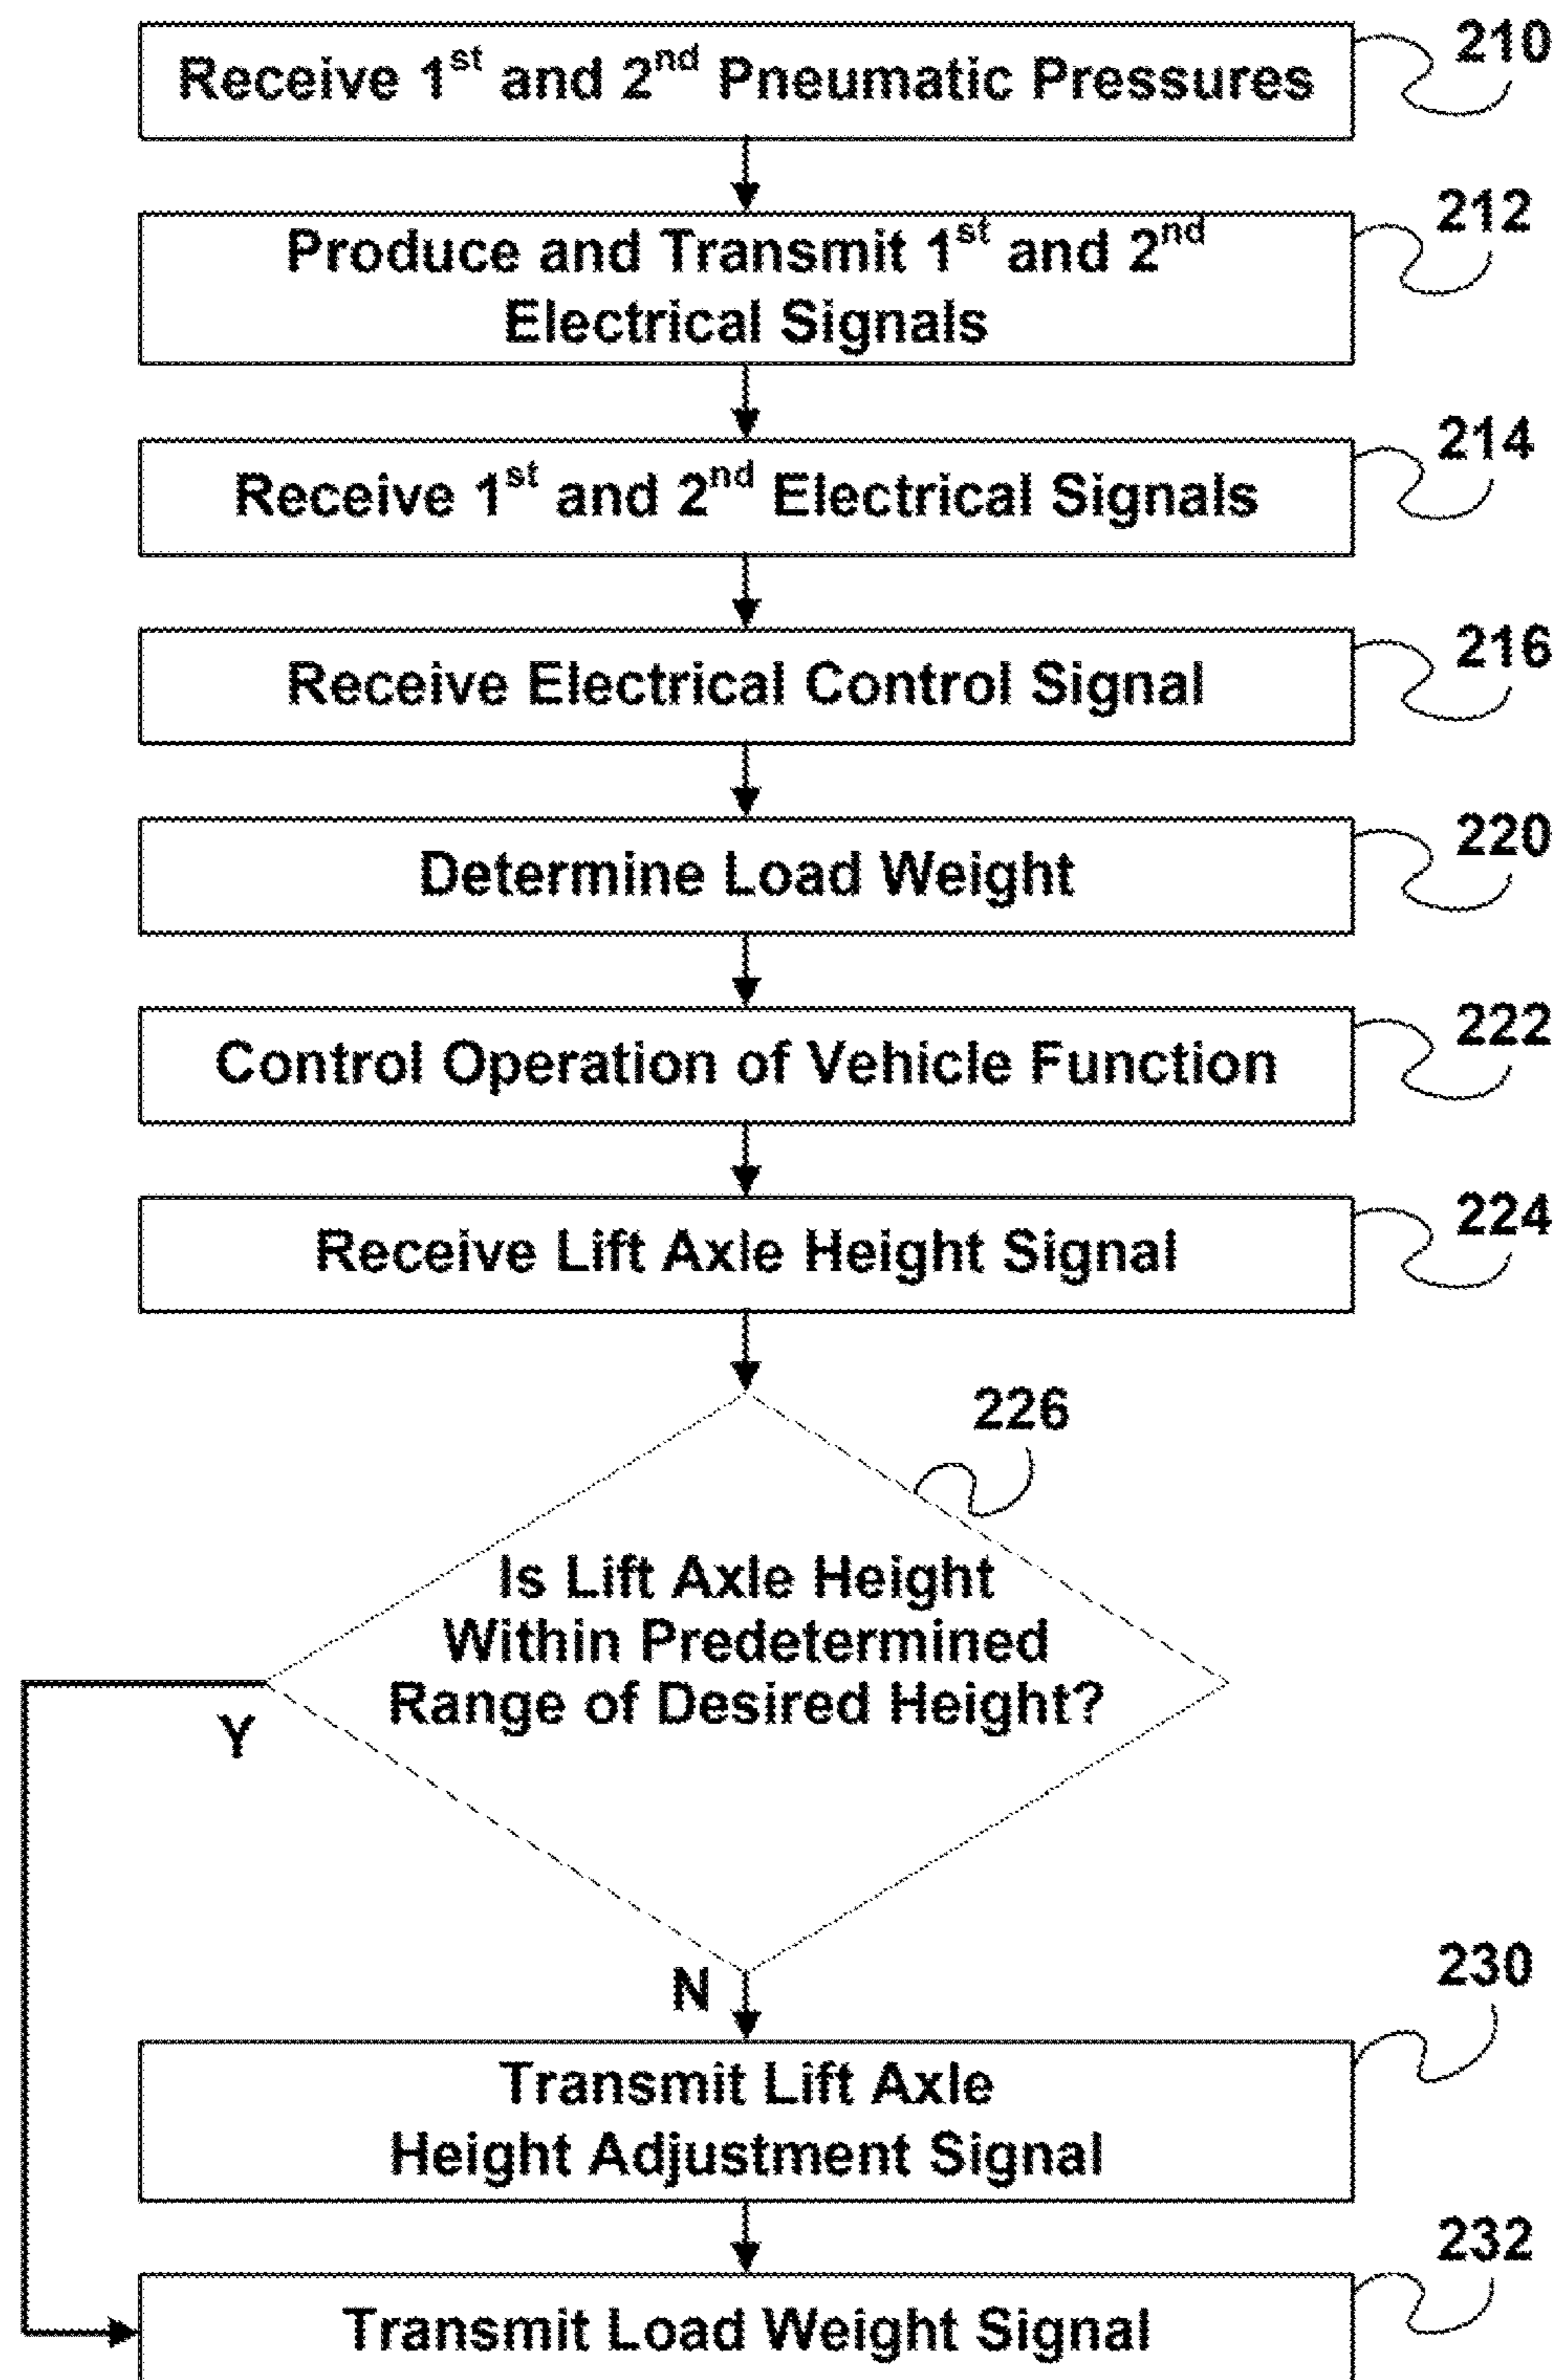 Receive 1st and 2nd Pneumatic Pressures
210
Produce and Transmit 1st and 2nd
Electrical Signals
212
Receive 1st and 2nd Electrical Signals
214
Receive Electrical Control Signal
216
Determine Load Weight
220
Control Operation of Vehicle Function
222
Receive Lift Axle Height Signal
224
226
Is Lift Axle Height
Within Predetermined
Range of Desired Height?
Y
N
230
Transmit Lift Axle
Height Adjustment Signal
232
Transmit Load Weight Signal